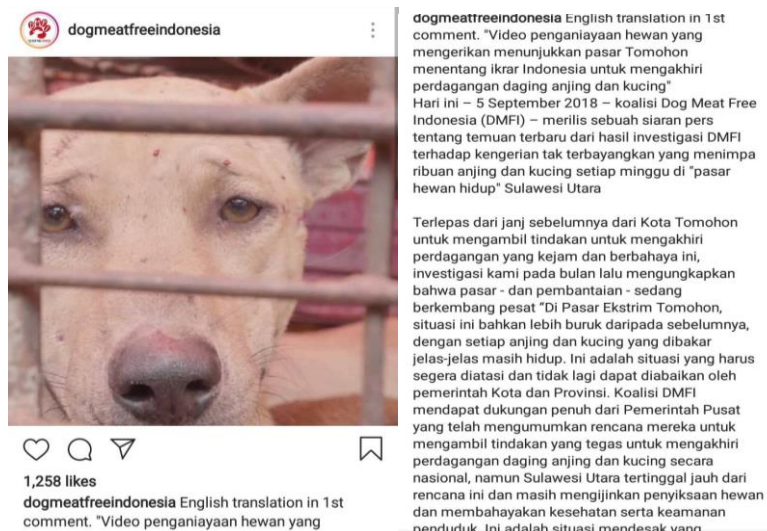 dogmeatfreeindonesia
1,258 likes
dogmeatfreeindonesia English translation in 1st
comment. "Video penganiayaan hewan yang
dogmeatfreeindonesia English translation in 1st
comment. "Video penganiayaan hewan yang
mengerikan menunjukkan pasar Tomohon
menentang ikrar Indonesia untuk mengakhiri
perdagangan daging anjing dan kucing"
Hari ini – 5 September 2018 – koalisi Dog Meat Free
Indonesia (DMFI) – merilis sebuah siaran pers
tentang temuan terbaru dari hasil investigasi DMFI
terhadap kengerian tak terbayangkan yang menimpa
ribuan anjing dan kucing setiap minggu di "pasar
hewan hidup" Sulawesi Utara
Terlepas dari janj sebelumnya dari Kota Tomohon
untuk mengambil tindakan untuk mengakhiri
perdagangan yang kejam dan berbahaya ini,
investigasi kami pada bulan lalu mengungkapkan
bahwa pasar - dan pembantaian - sedang
berkembang pesat "Di Pasar Ekstrim Tomohon,
situasi ini bahkan lebih buruk daripada sebelumnya,
dengan setiap anjing dan kucing yang dibakar
jelas-jelas masih hidup. Ini adalah situasi yang harus
segera diatasi dan tidak lagi dapat diabaikan oleh
pemerintah Kota dan Provinsi. Koalisi DMFI
mendapat dukungan penuh dari Pemerintah Pusat
yang telah mengumumkan rencana mereka untuk
mengambil tindakan yang tegas untuk mengakhiri
perdagangan daging anjing dan kucing secara
nasional, namun Sulawesi Utara tertinggal jauh dari
rencana ini dan masih mengijinkan penyiksaan hewan
dan membahayakan kesehatan serta keamanan
penduduk. Ini adalah situasi mendesak yang